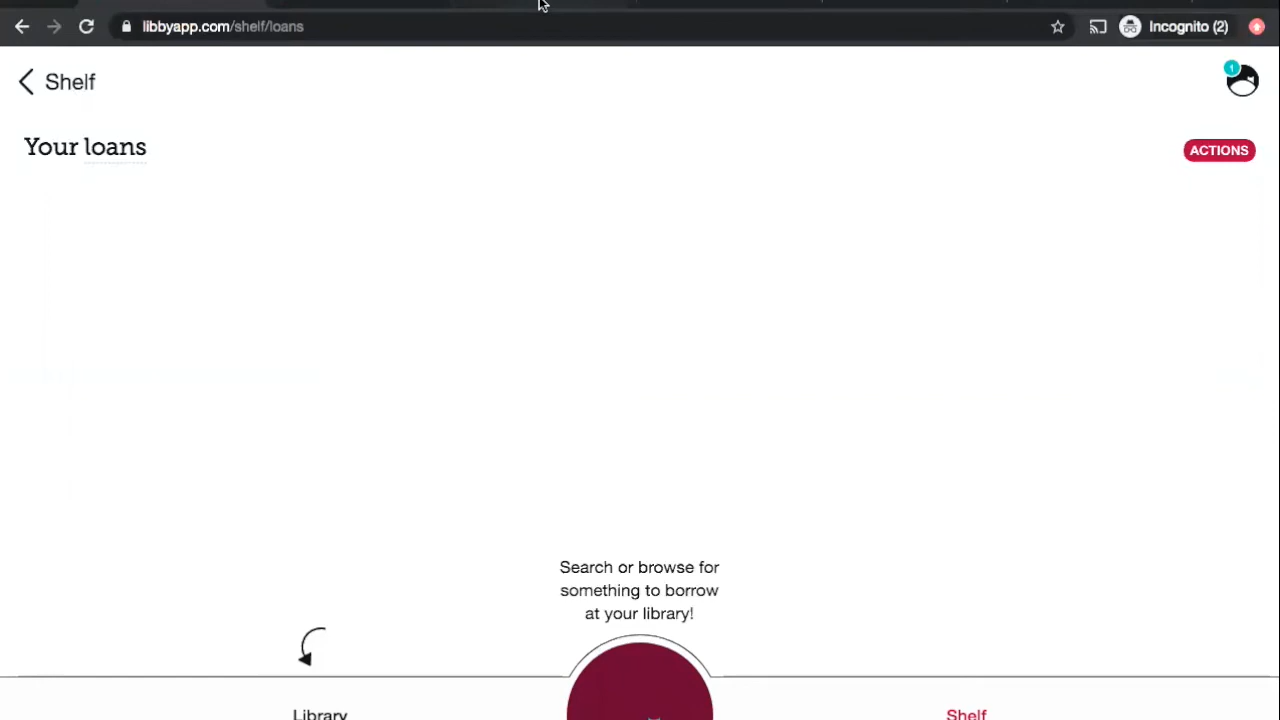 libbyapp.com/shelf/loans
Incognito (2)
Shelf
1
Your loans
ACTIONS
Search or browse for
something to borrow
at your library!
Library
Shelf